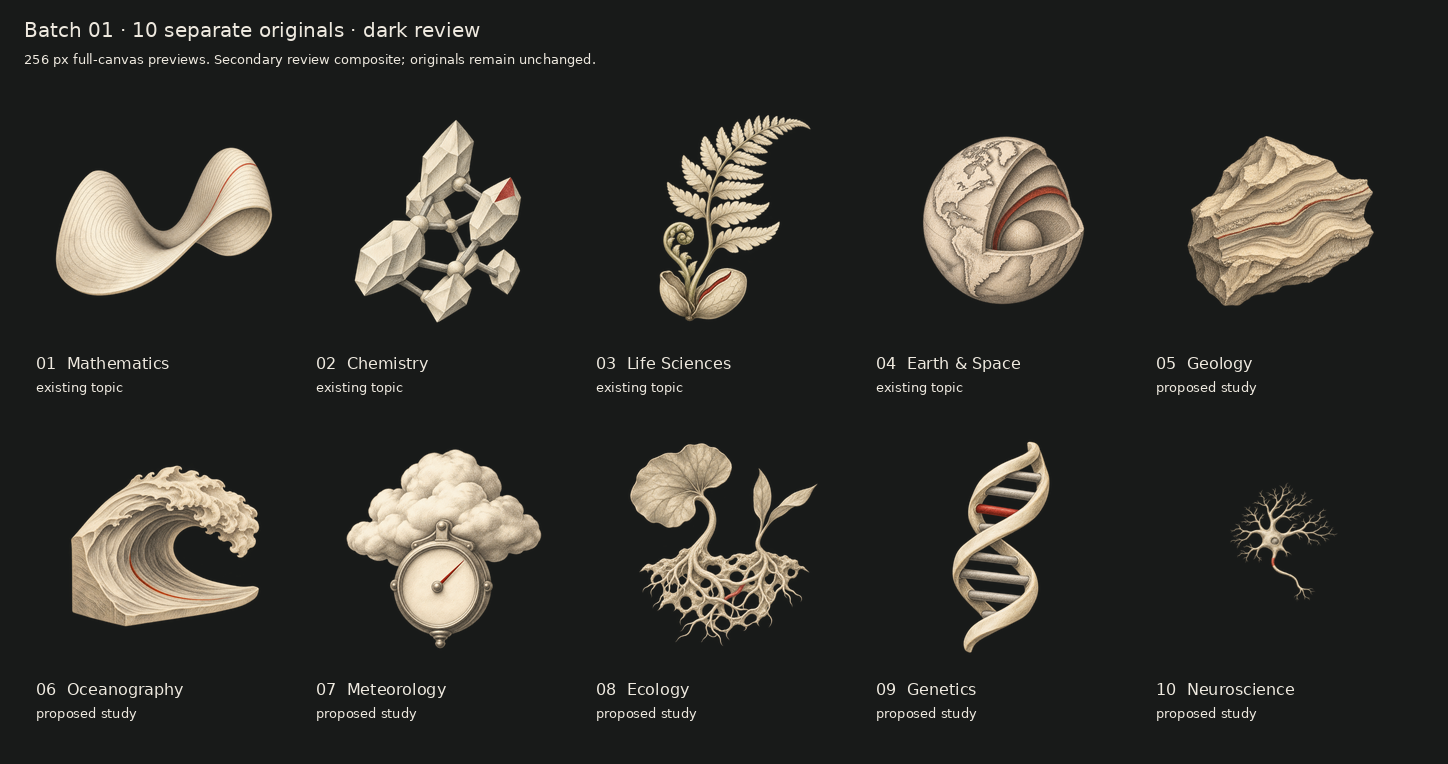 Batch 01 · 10 separate originals · dark review
256 px full-canvas previews. Secondary review composite; originals remain unchanged.
01 Mathematics
existing topic
02 Chemistry
existing topic
03 Life Sciences
existing topic
04 Earth & Space
existing topic
05 Geology
proposed study
06 Oceanography
proposed study
07 Meteorology
proposed study
08 Ecology
proposed study
09 Genetics
proposed study
10 Neuroscience
proposed study